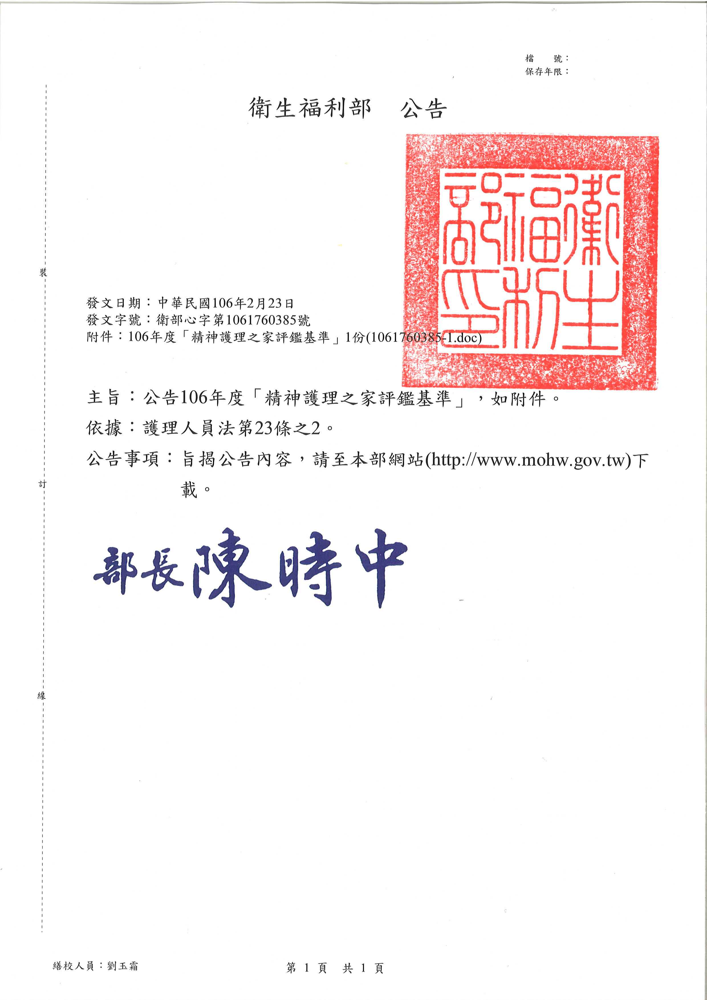 檔　　號：
保存年限：
衛生福利部　公告
衛生福利部印
發文日期：中華民國106年2月23日
發文字號：衛部心字第1061760385號
附件：106年度「精神護理之家評鑑基準」1份(1061760385-1.doc)
主旨：公告106年度「精神護理之家評鑑基準」，如附件。
依據：護理人員法第23條之2。
公告事項：旨揭公告內容，請至本部網站(http://www.mohw.gov.tw)下
載。
部長陳時中
裝
訂
線
繕校人員：劉玉霜
第 1 頁　共 1 頁